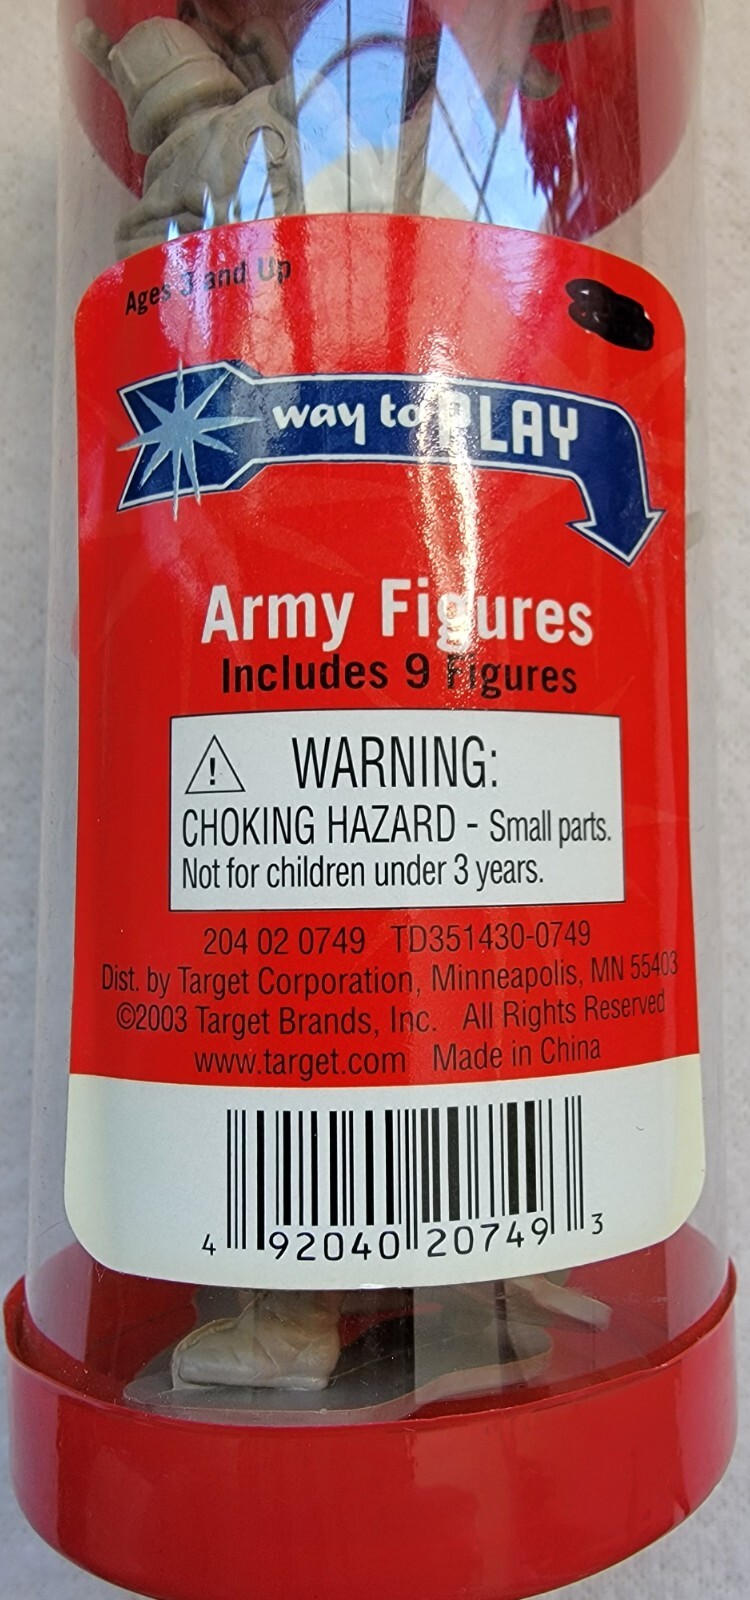 Ages 3 and Up
way to PLAY
Army Figures
Includes 9 Figures
! WARNING:
CHOKING HAZARD - Small parts.
Not for children under 3 years.
204 02 0749 TD351430-0749
Dist. by Target Corporation, Minneapolis, MN 55403
©2003 Target Brands, Inc. All Rights Reserved
www.target.com Made in China
4 92040 20749 3